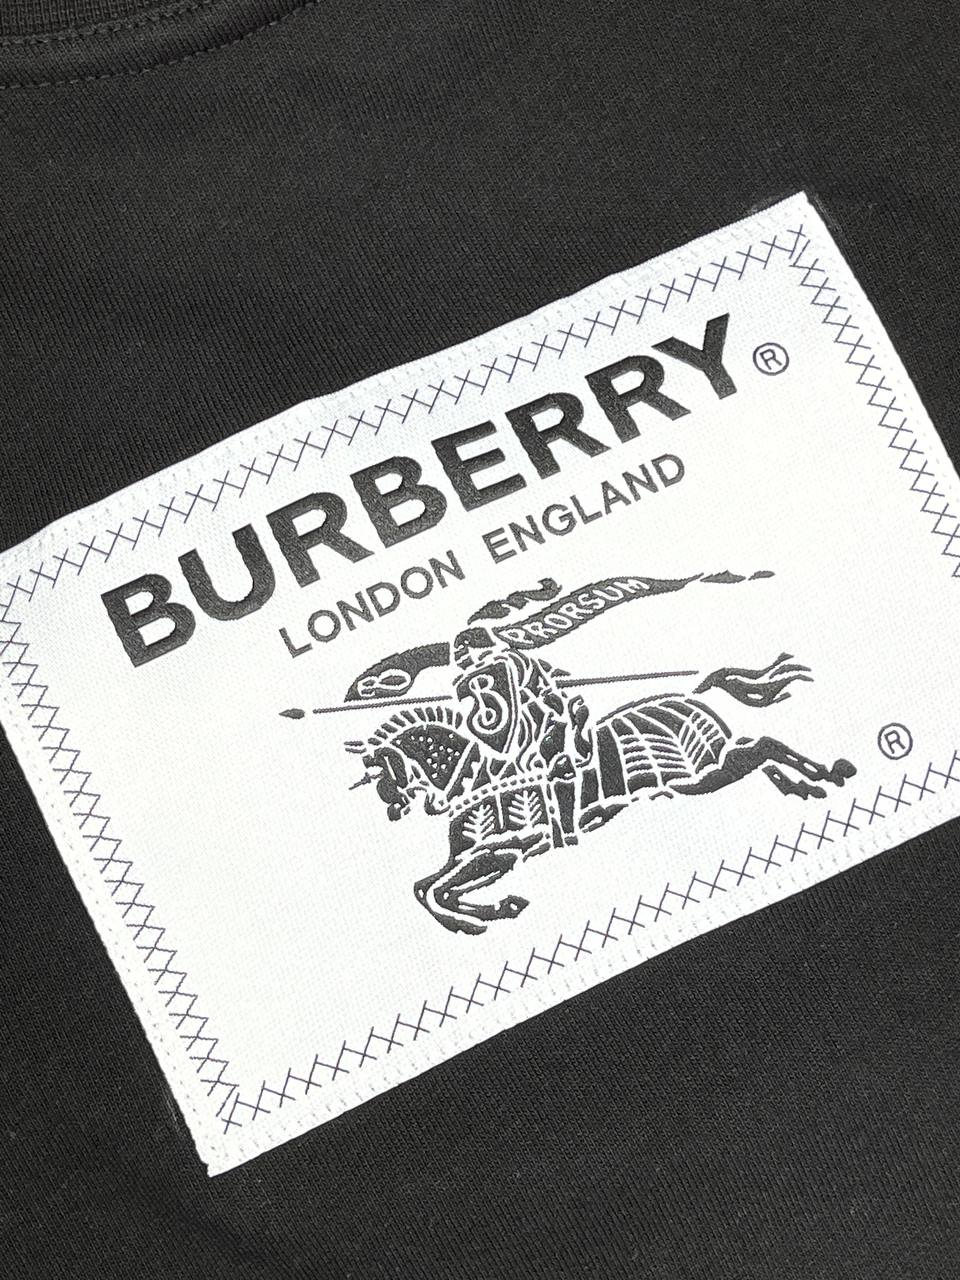 BURBERRY®
LONDON ENGLAND
PRORSUM
B
®